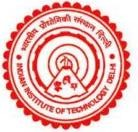 भारतीय प्रौद्योगिकी संस्थान दिल्ली
INDIAN INSTITUTE OF TECHNOLOGY DELHI